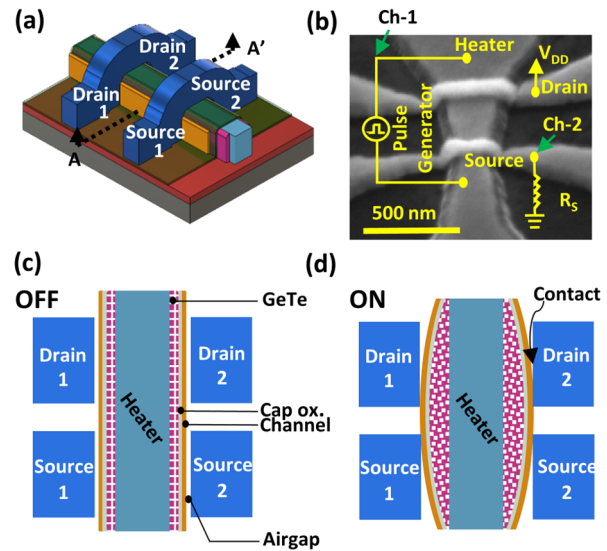 (a)
Drain
2
A'
Source
2
Drain
1
Source
1
A
(b)
Ch-1
Heater
V_DD
Drain
Pulse
Generator
Ch-2
Source
R_S
500 nm
(c)
OFF
GeTe
Drain
1
Drain
2
Heater
Cap ox.
Channel
Source
1
Source
2
Airgap
(d)
ON
Contact
Drain
1
Drain
2
Heater
Source
1
Source
2